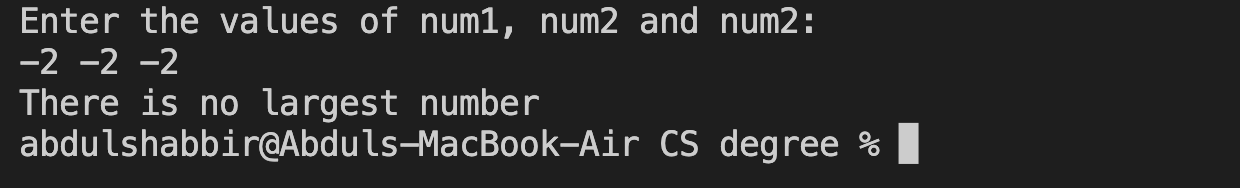 Enter the values of num1, num2 and num2:
-2 -2 -2
There is no largest number
abdulshabbir@Abduls-MacBook-Air CS degree %